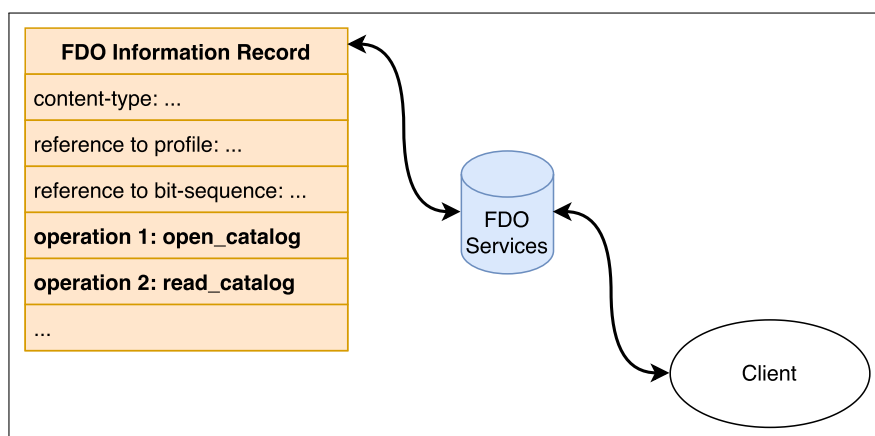 FDO Information Record
content-type: ...
reference to profile: ...
reference to bit-sequence: ...
operation 1: open_catalog
operation 2: read_catalog
...
FDO
Services
Client